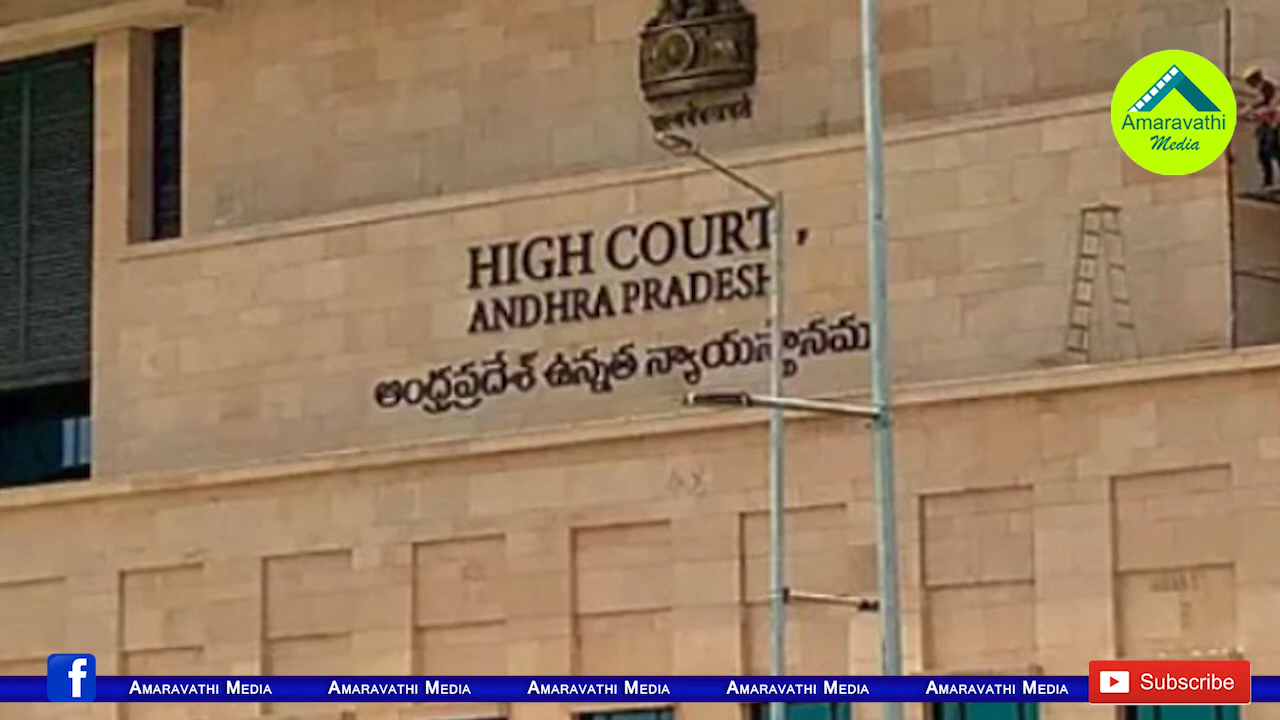 Amaravathi
Media
HIGH COURT,
ANDHRA PRADESH
ఆంధ్రప్రదేశ్ ఉన్నత న్యాయస్థానము
f
Amaravathi Media Amaravathi Media Amaravathi Media Amaravathi Media Amaravathi Media
Subscribe